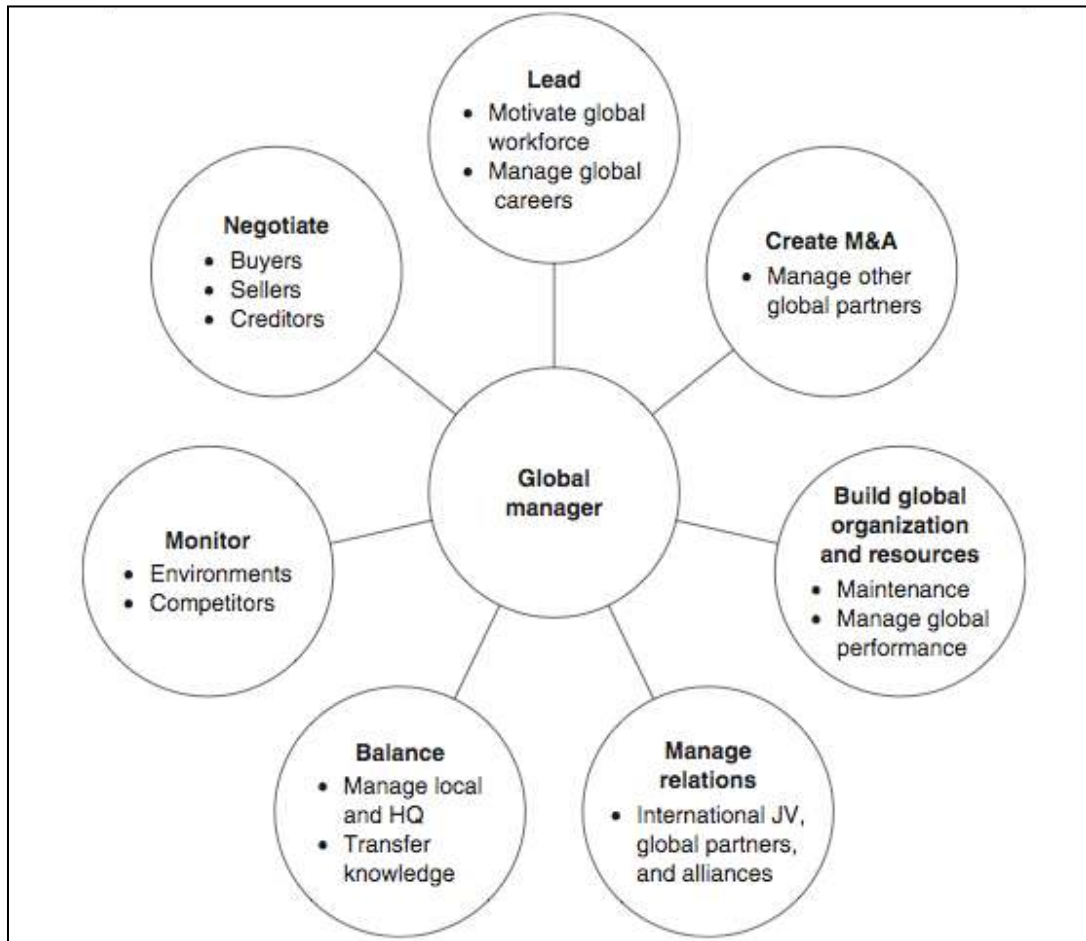 Lead
• Motivate global
workforce
• Manage global
careers
Negotiate
• Buyers
• Sellers
• Creditors
Create M&A
• Manage other
global partners
Global
manager
Build global
organization
and resources
• Maintenance
• Manage global
performance
Monitor
• Environments
• Competitors
Balance
• Manage local
and HQ
• Transfer
knowledge
Manage
relations
• International JV,
global partners,
and alliances